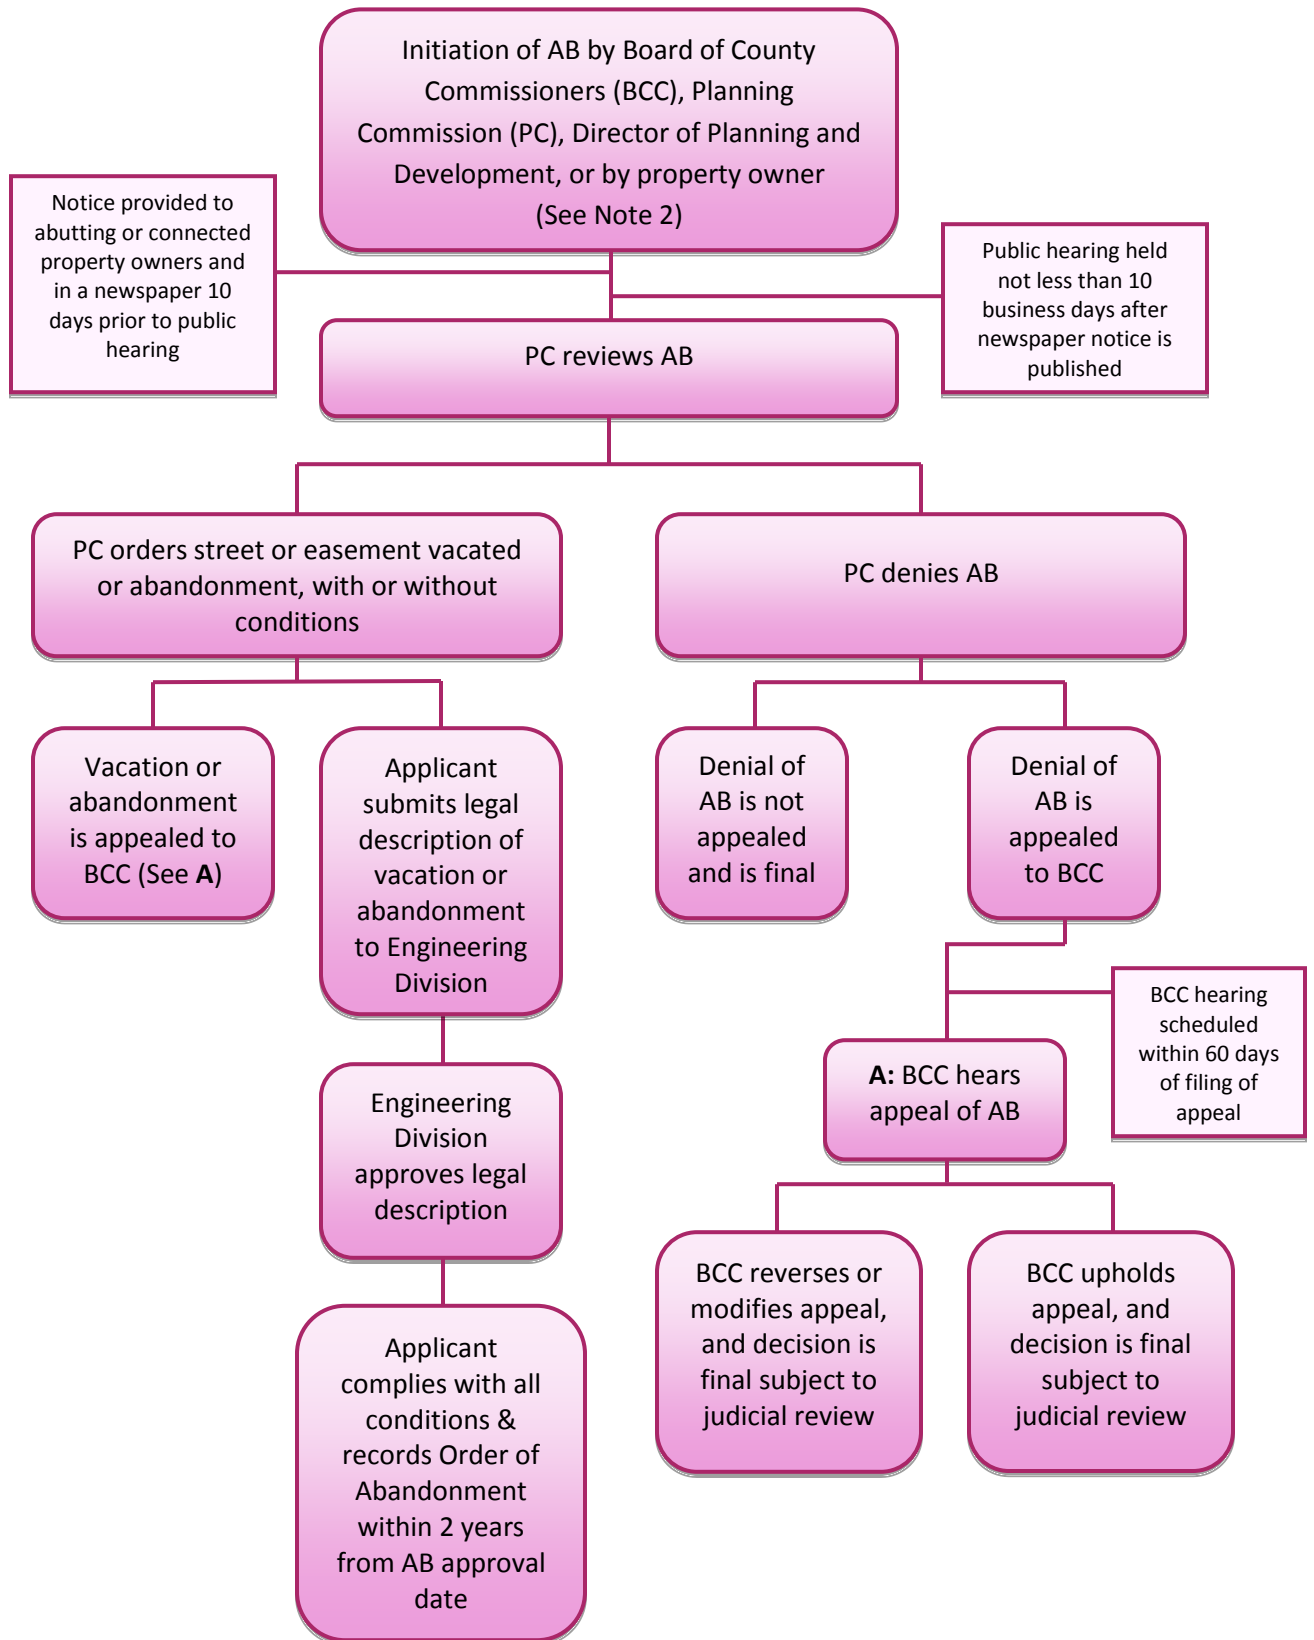 Initiation of AB by Board of County
Commissioners (BCC), Planning
Commission (PC), Director of Planning and
Development, or by property owner
(See Note 2)
Notice provided to
abutting or connected
property owners and
in a newspaper 10
days prior to public
hearing
Public hearing held
not less than 10
business days after
newspaper notice is
published
PC reviews AB
PC orders street or easement vacated
or abandonment, with or without
conditions
PC denies AB
Vacation or
abandonment
is appealed to
BCC (See A)
Applicant
submits legal
description of
vacation or
abandonment
to Engineering
Division
Denial of
AB is not
appealed
and is final
Denial of
AB is
appealed
to BCC
BCC hearing
scheduled
within 60 days
of filing of
appeal
A: BCC hears
appeal of AB
Engineering
Division
approves legal
description
BCC reverses or
modifies appeal,
and decision is
final subject to
judicial review
BCC upholds
appeal, and
decision is final
subject to
judicial review
Applicant
complies with all
conditions &
records Order of
Abandonment
within 2 years
from AB approval
date